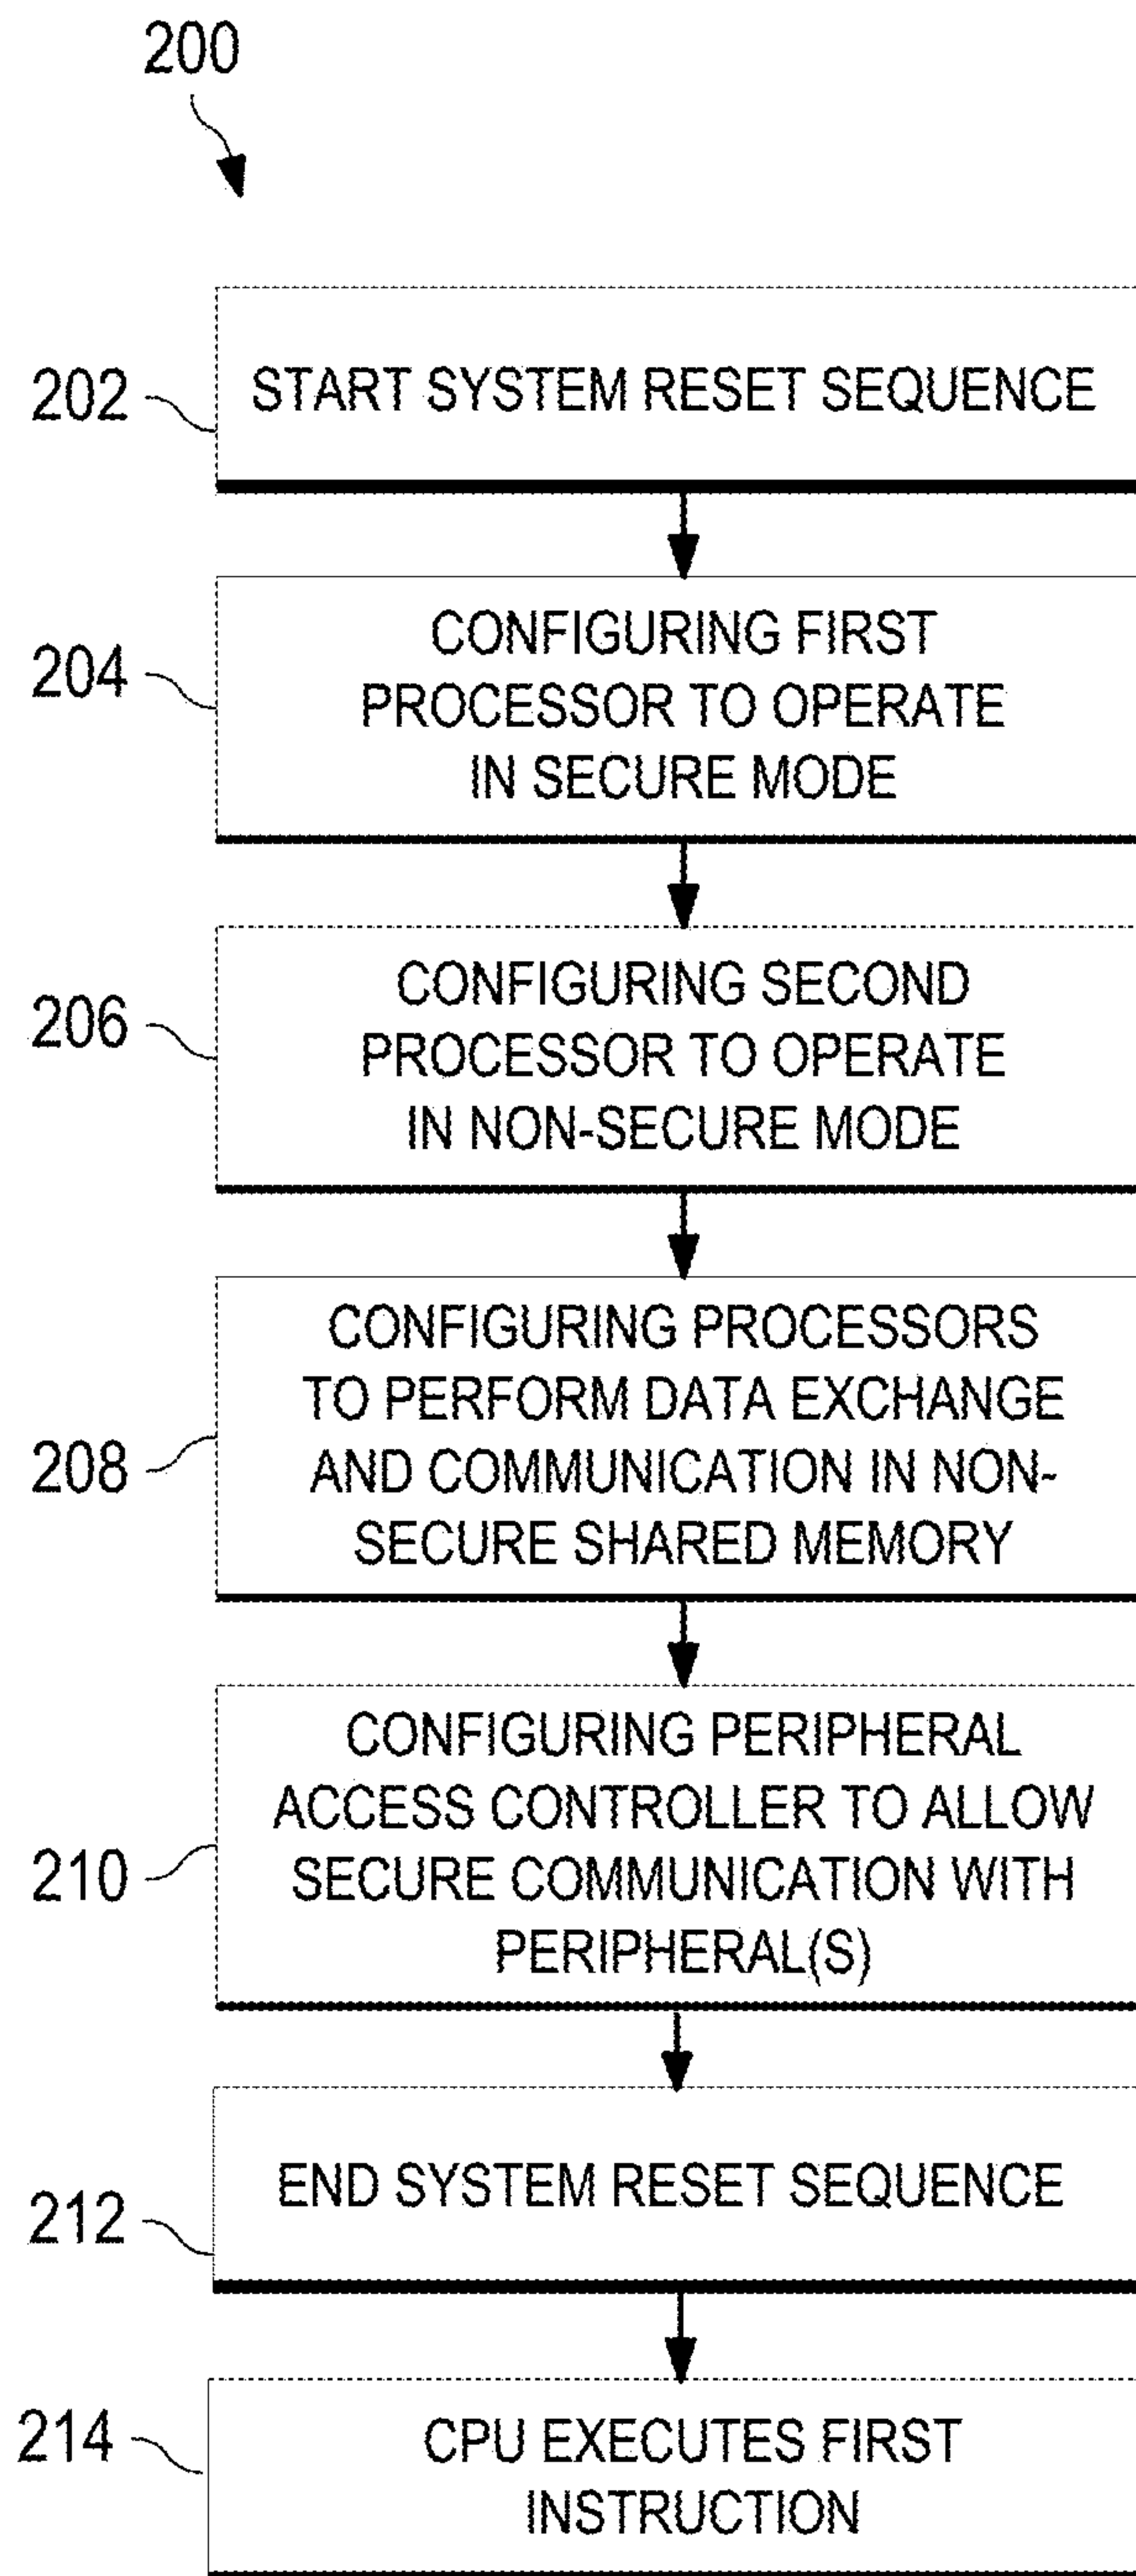 200
202
START SYSTEM RESET SEQUENCE
204
CONFIGURING FIRST
PROCESSOR TO OPERATE
IN SECURE MODE
206
CONFIGURING SECOND
PROCESSOR TO OPERATE
IN NON-SECURE MODE
208
CONFIGURING PROCESSORS
TO PERFORM DATA EXCHANGE
AND COMMUNICATION IN NON-
SECURE SHARED MEMORY
210
CONFIGURING PERIPHERAL
ACCESS CONTROLLER TO ALLOW
SECURE COMMUNICATION WITH
PERIPHERAL(S)
212
END SYSTEM RESET SEQUENCE
214
CPU EXECUTES FIRST
INSTRUCTION